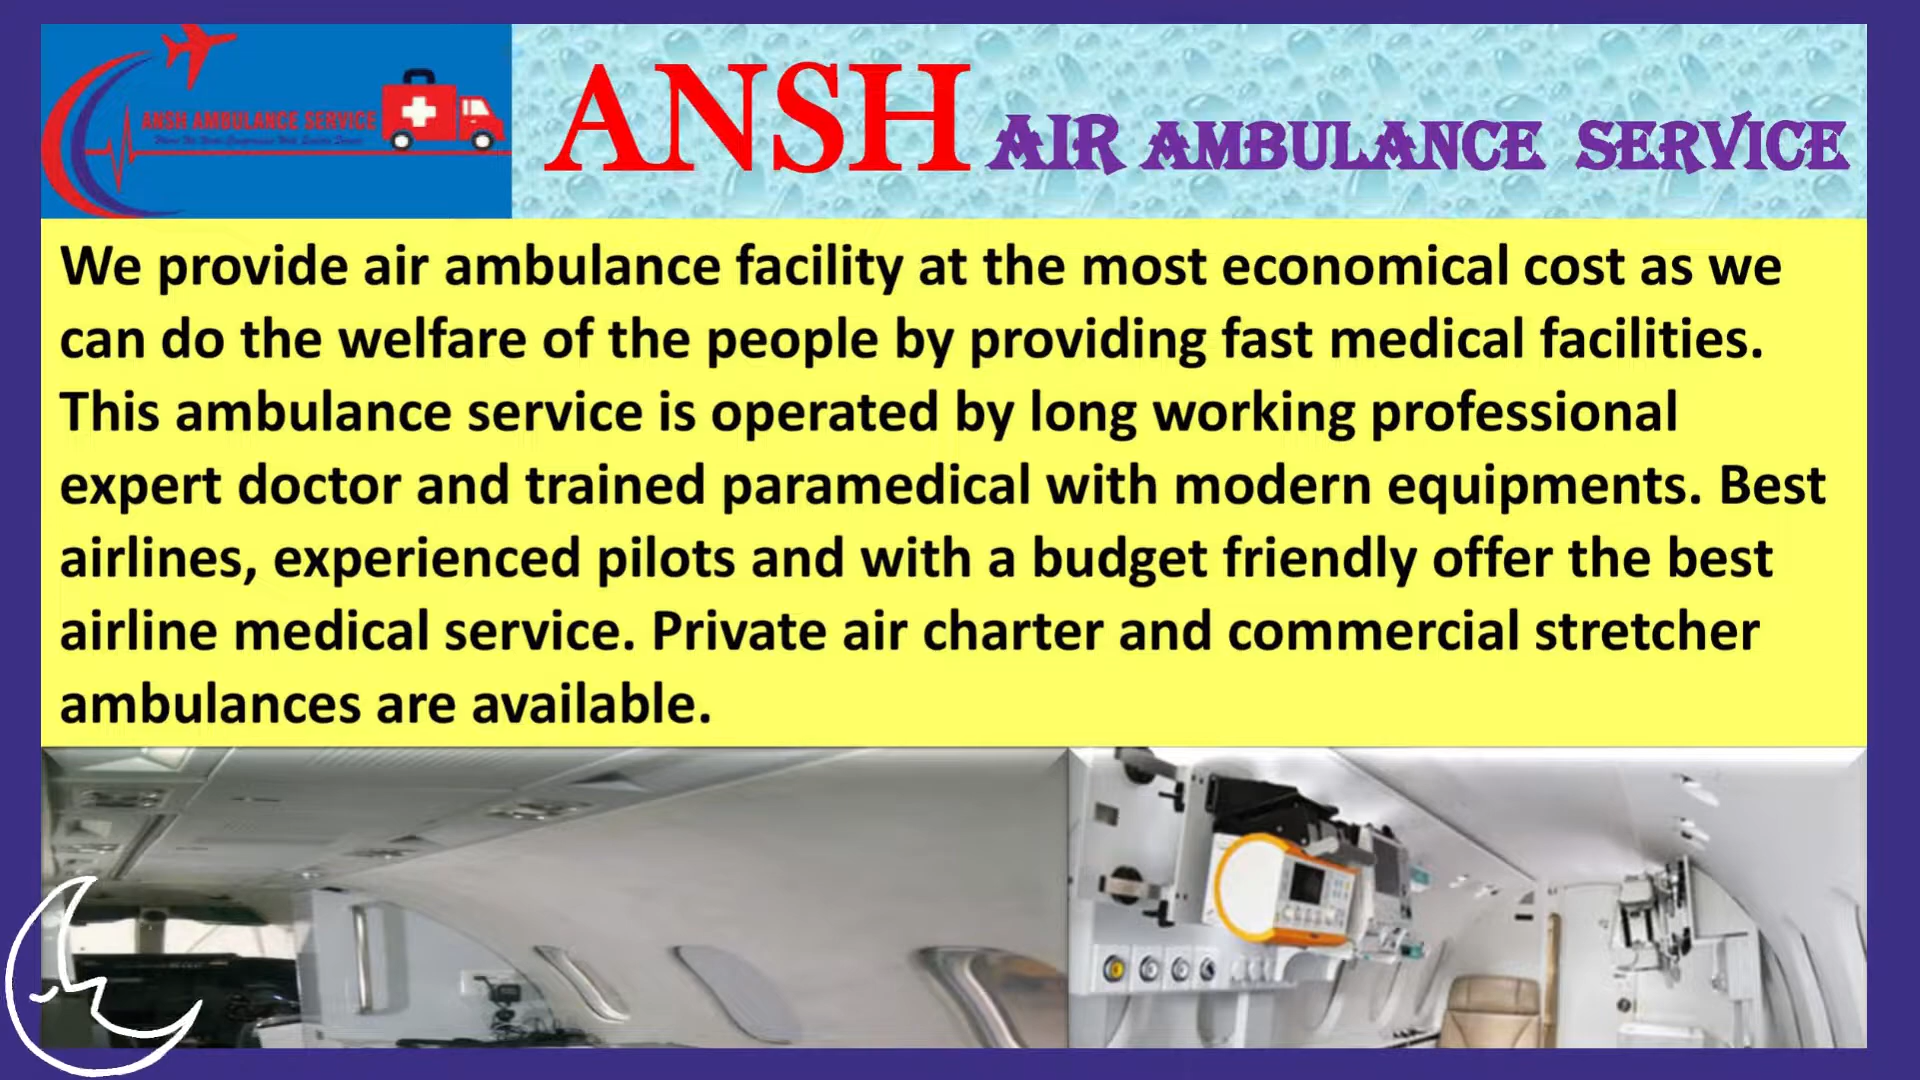 ANSH AMBULANCE SERVICE
ANSH AIR AMBULANCE SERVICE
We provide air ambulance facility at the most economical cost as we
can do the welfare of the people by providing fast medical facilities.
This ambulance service is operated by long working professional
expert doctor and trained paramedical with modern equipments. Best
airlines, experienced pilots and with a budget friendly offer the best
airline medical service. Private air charter and commercial stretcher
ambulances are available.